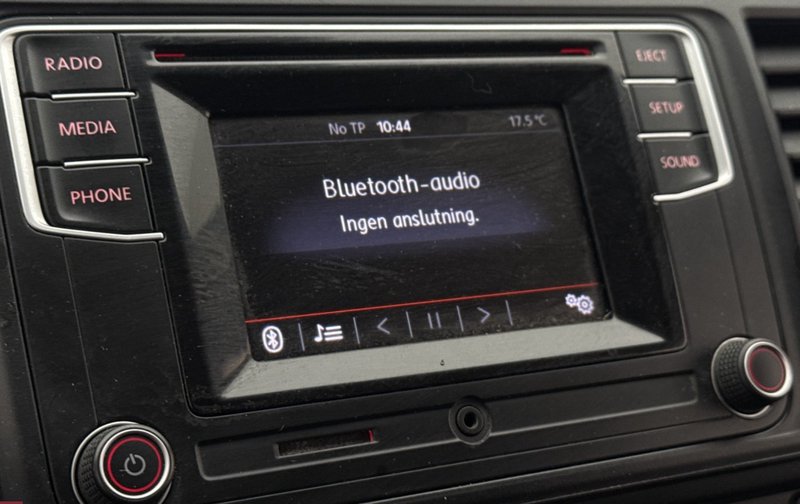 RADIO
MEDIA
PHONE
EJECT
SETUP
SOUND
No TP 10:44 17.5°C
Bluetooth-audio
Ingen anslutning.